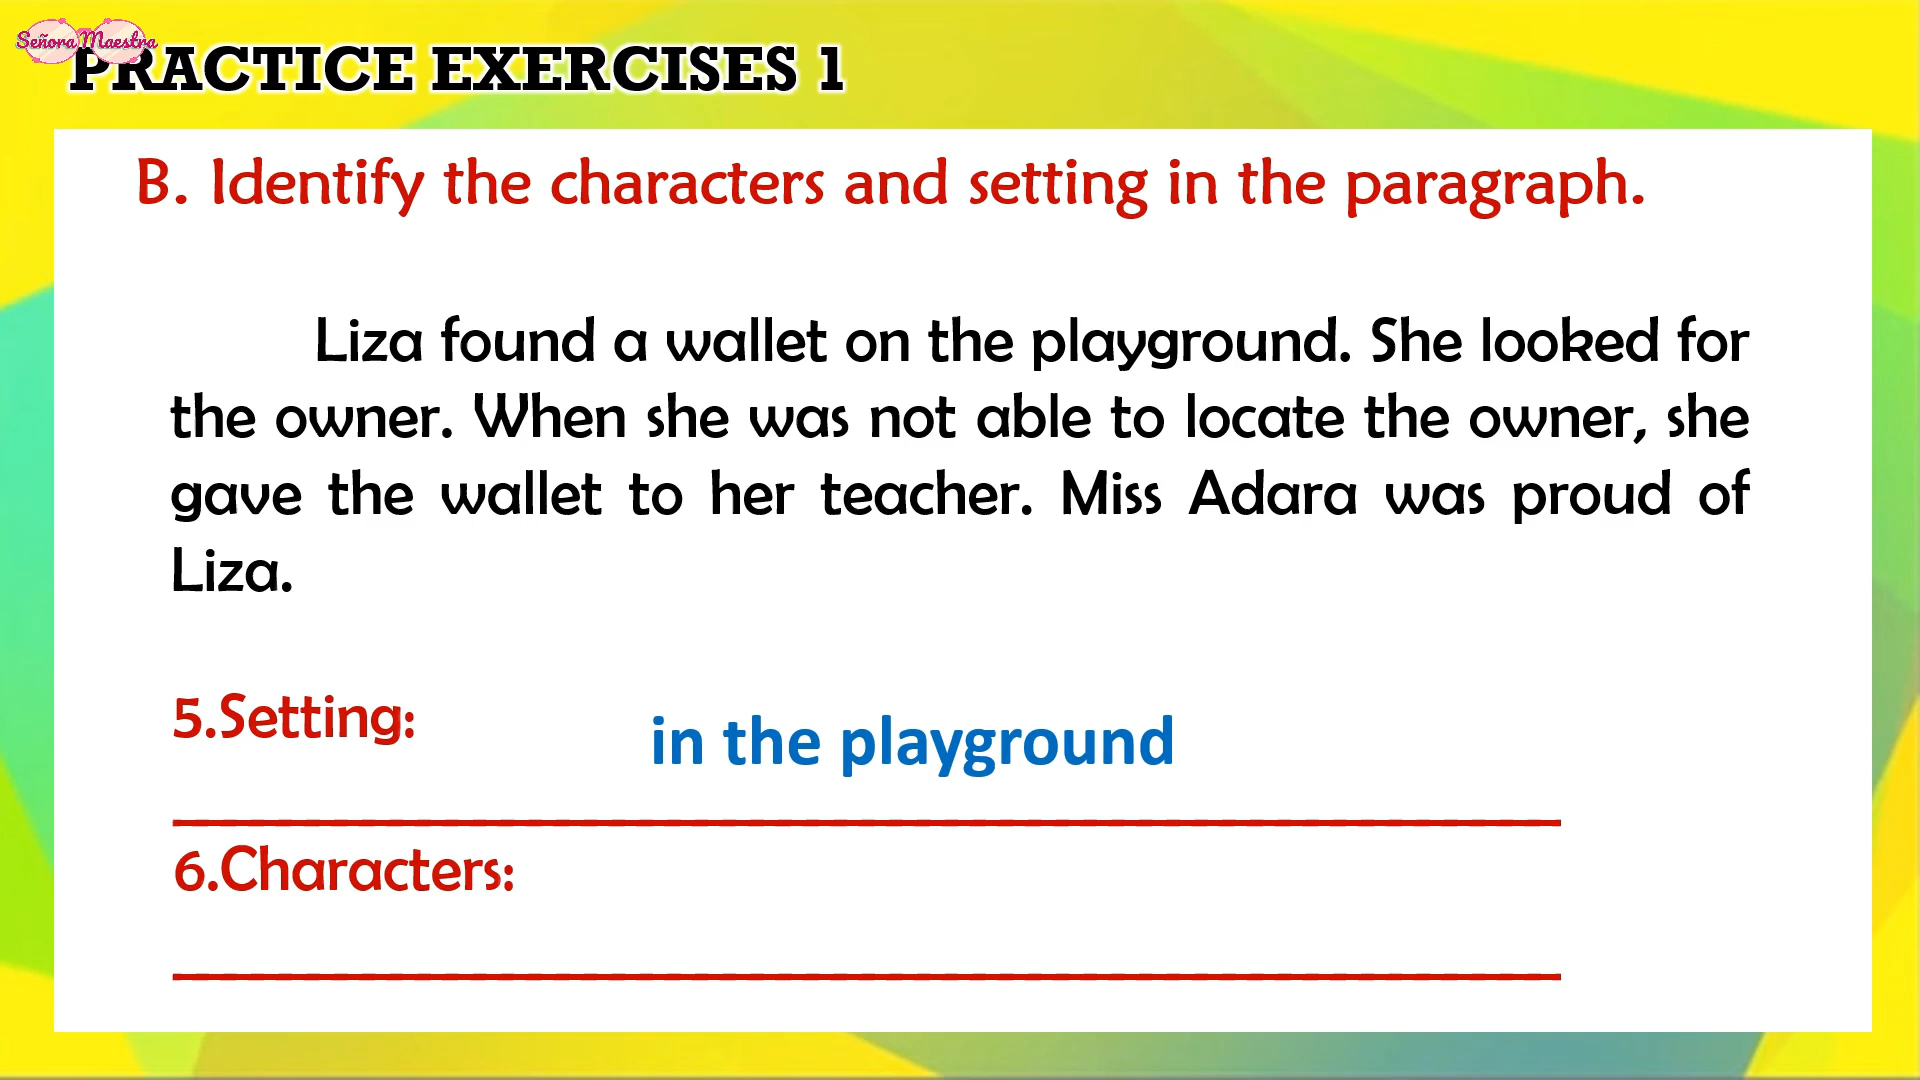 Señora Maestra
PRACTICE EXERCISES 1
B. Identify the characters and setting in the paragraph.
Liza found a wallet on the playground. She looked for
the owner. When she was not able to locate the owner, she
gave the wallet to her teacher. Miss Adara was proud of
Liza.
5.Setting:
in the playground
6.Characters: